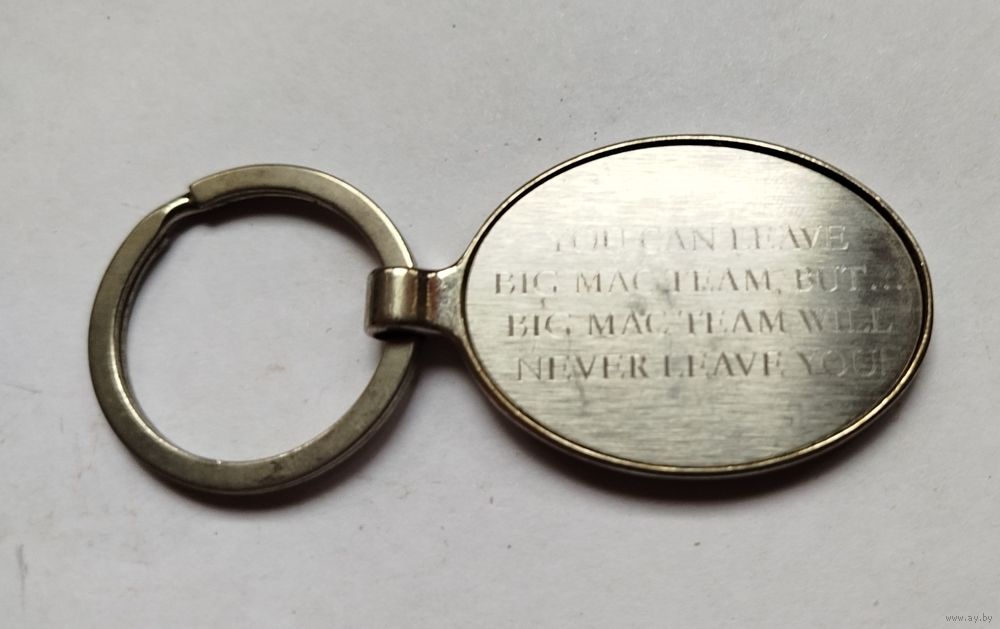 YOU CAN LEAVE
BIG MAC TEAM, BUT...
BIG MAC TEAM WILL
NEVER LEAVE YOU!
www.ay.by